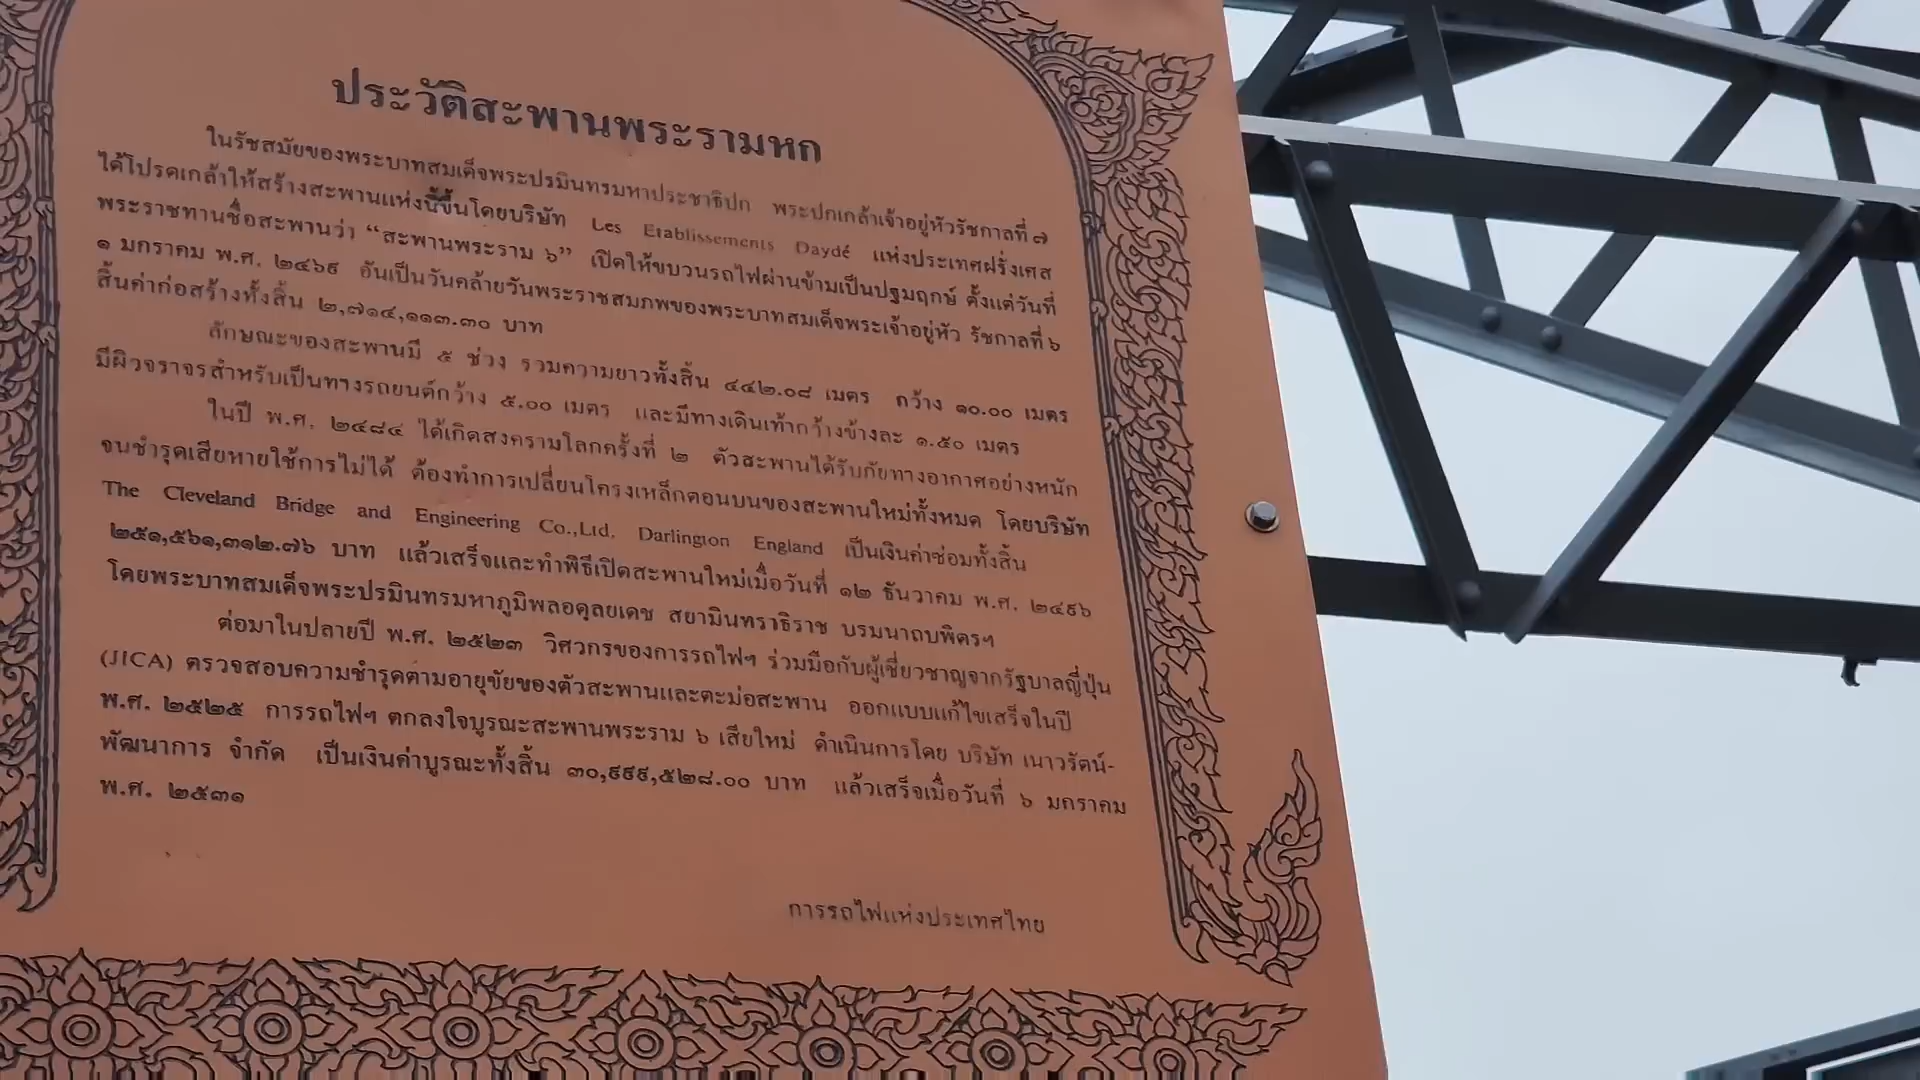 ประวัติสะพานพระรามหก
ในรัชสมัยของพระบาทสมเด็จพระปรมินทรมหาประชาธิปก พระปกเกล้าเจ้าอยู่หัวรัชกาลที่ ๗
ได้โปรดเกล้าให้สร้างสะพานแห่งนี้ขึ้นโดยบริษัท Les Etablissements Daydé แห่งประเทศฝรั่งเศส
พระราชทานชื่อสะพานว่า “สะพานพระราม ๖” เปิดให้ขบวนรถไฟผ่านข้ามเป็นปฐมฤกษ์ ตั้งแต่วันที่
๑ มกราคม พ.ศ. ๒๔๖๙ อันเป็นวันคล้ายวันพระราชสมภพของพระบาทสมเด็จพระเจ้าอยู่หัว รัชกาลที่ ๖
สิ้นค่าก่อสร้างทั้งสิ้น ๒,๗๑๔,๑๑๓.๓๐ บาท
ลักษณะของสะพานมี ๕ ช่วง รวมความยาวทั้งสิ้น ๔๔๒.๐๘ เมตร กว้าง ๑๐.๐๐ เมตร
มีผิวจราจรสำหรับเป็นทางรถยนต์กว้าง ๕.๐๐ เมตร และมีทางเดินเท้ากว้างข้างละ ๑.๕๐ เมตร
ในปี พ.ศ. ๒๔๘๔ ได้เกิดสงครามโลกครั้งที่ ๒ ตัวสะพานได้รับภัยทางอากาศอย่างหนัก
จนชำรุดเสียหายใช้การไม่ได้ ต้องทำการเปลี่ยนโครงเหล็กตอนบนของสะพานใหม่ทั้งหมด โดยบริษัท
The Cleveland Bridge and Engineering Co.,Ltd. Darlington England เป็นเงินค่าซ่อมทั้งสิ้น
๒๕๑,๕๖๑,๓๑๒.๗๖ บาท แล้วเสร็จและทำพิธีเปิดสะพานใหม่เมื่อวันที่ ๑๒ ธันวาคม พ.ศ. ๒๔๙๖
โดยพระบาทสมเด็จพระปรมินทรมหาภูมิพลอดุลยเดช สยามินทราธิราช บรมนาถบพิตรฯ
ต่อมาในปลายปี พ.ศ. ๒๕๒๓ วิศวกรของการรถไฟฯ ร่วมมือกับผู้เชี่ยวชาญจากรัฐบาลญี่ปุ่น
(JICA) ตรวจสอบความชำรุดตามอายุขัยของตัวสะพานและตะม่อสะพาน ออกแบบแก้ไขเสร็จในปี
พ.ศ. ๒๕๒๕ การรถไฟฯ ตกลงใจบูรณะสะพานพระราม ๖ เสียใหม่ ดำเนินการโดย บริษัท เนาวรัตน์-
พัฒนาการ จำกัด เป็นเงินค่าบูรณะทั้งสิ้น ๓๐,๙๙๙,๕๒๘.๐๐ บาท แล้วเสร็จเมื่อวันที่ ๖ มกราคม
พ.ศ. ๒๕๓๑
การรถไฟแห่งประเทศไทย